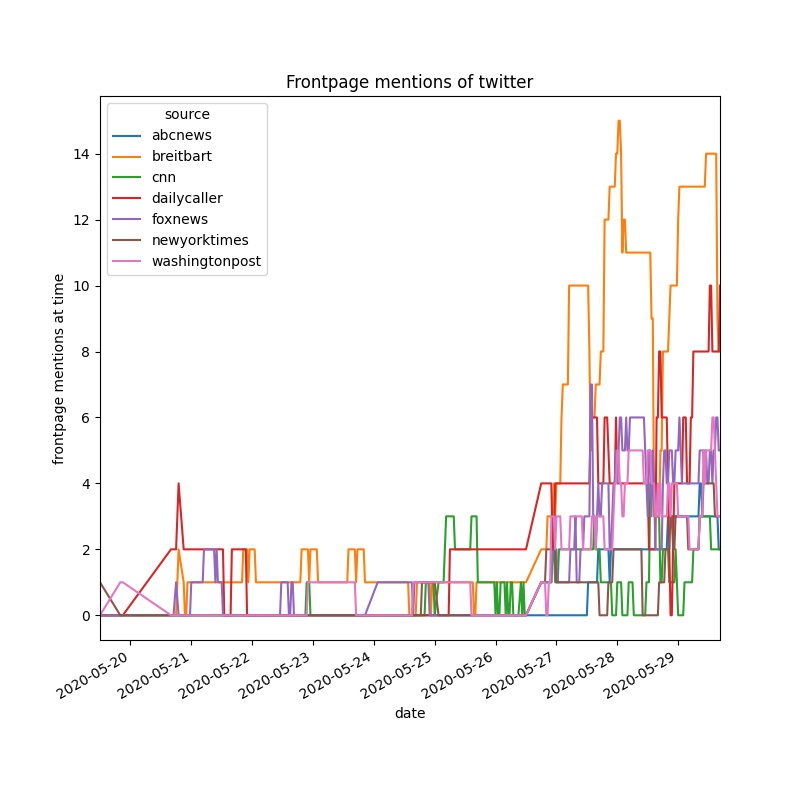 Frontpage mentions of twitter
source
abcnews
breitbart
cnn
dailycaller
foxnews
newyorktimes
washingtonpost
frontpage mentions at time
14
12
10
8
6
4
2
0
2020-05-20
2020-05-21
2020-05-22
2020-05-23
2020-05-24
2020-05-25
2020-05-26
2020-05-27
2020-05-28
2020-05-29
date